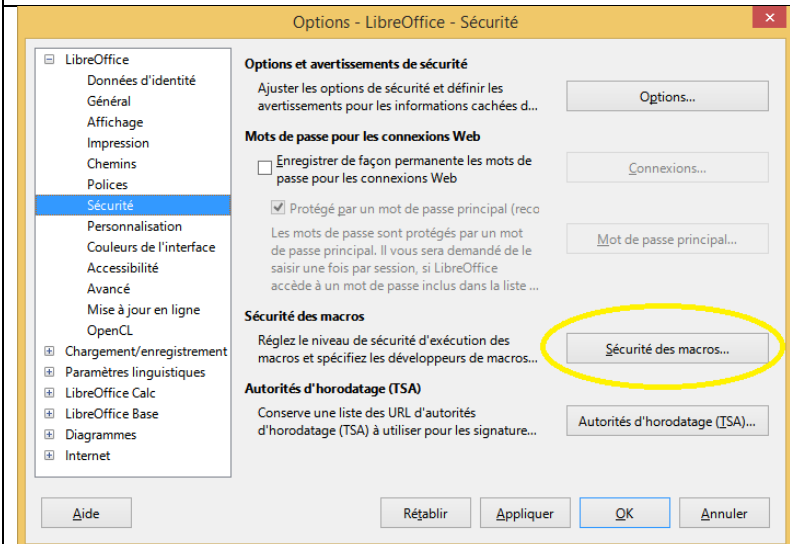 Options - LibreOffice - Sécurité
LibreOffice
Données d'identité
Général
Affichage
Impression
Chemins
Polices
Sécurité
Personnalisation
Couleurs de l'interface
Accessibilité
Avancé
Mise à jour en ligne
OpenCL
Chargement/enregistrement
Paramètres linguistiques
LibreOffice Calc
LibreOffice Base
Diagrammes
Internet
Options et avertissements de sécurité
Ajuster les options de sécurité et définir les
avertissements pour les informations cachées d...
Options...
Mots de passe pour les connexions Web
Enregistrer de façon permanente les mots de
passe pour les connexions Web
Connexions...
Protégé par un mot de passe principal (reco
Les mots de passe sont protégés par un mot
de passe principal. Il vous sera demandé de le
saisir une fois par session, si LibreOffice
accède à un mot de passe inclus dans la liste ...
Mot de passe principal...
Sécurité des macros
Réglez le niveau de sécurité d'exécution des
macros et spécifiez les développeurs de macros...
Sécurité des macros...
Autorités d'horodatage (TSA)
Conserve une liste des URL d'autorités
d'horodatage (TSA) à utiliser pour les signature...
Autorités d'horodatage (TSA)...
Aide
Rétablir
Appliquer
OK
Annuler